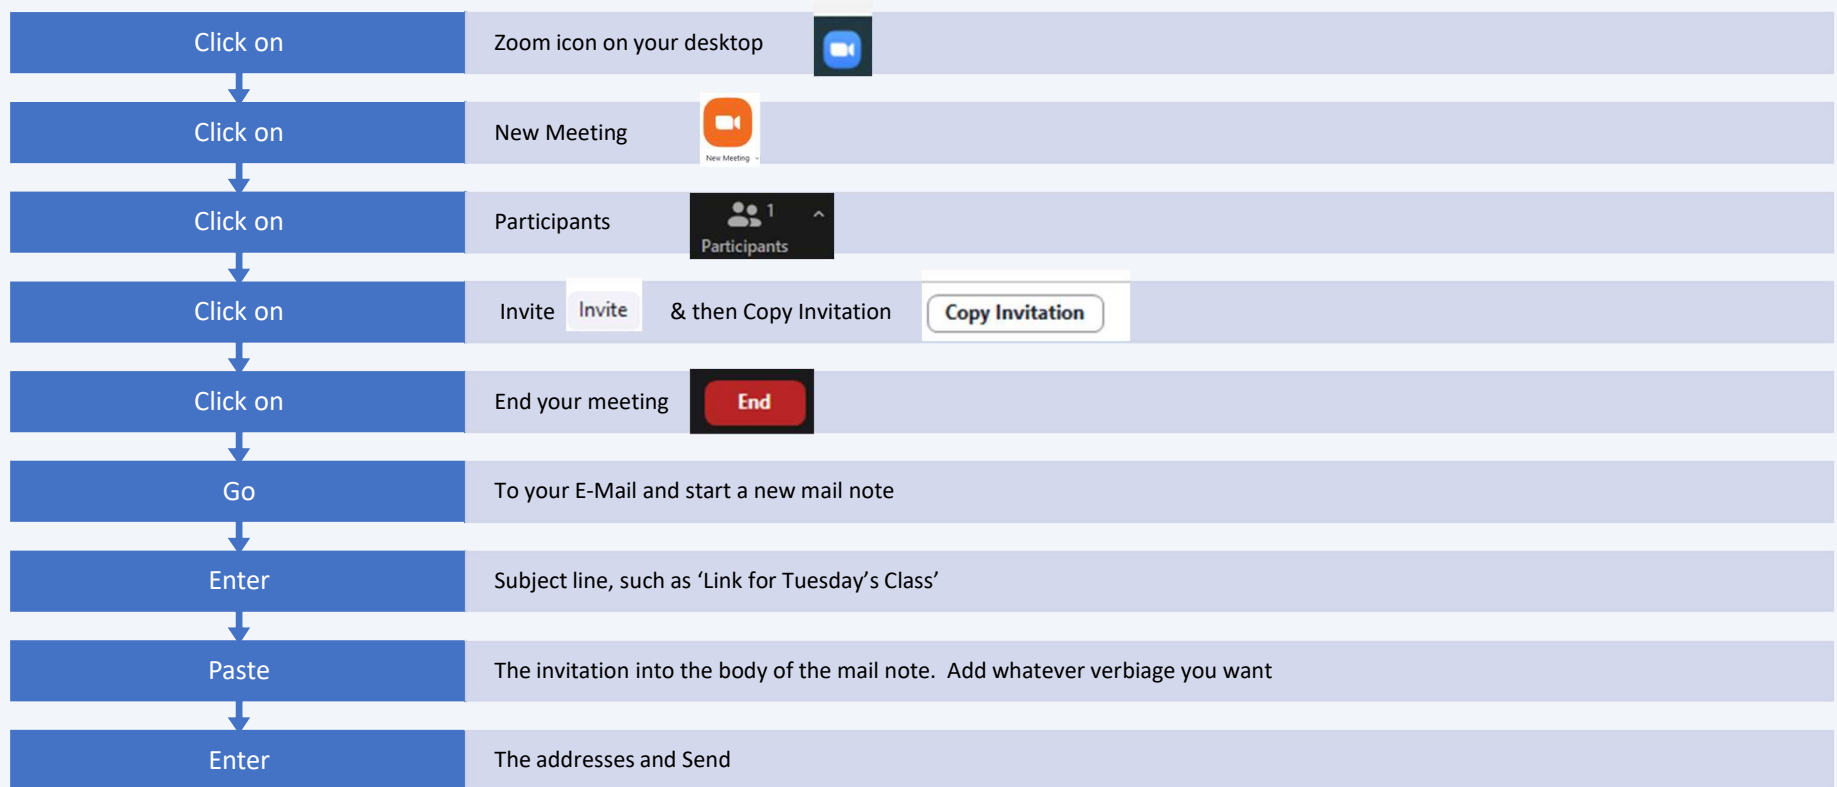 Click on Zoom icon on your desktop
Click on New Meeting
New Meeting
Click on Participants
1
Participants
Click on Invite Invite & then Copy Invitation Copy Invitation
Click on End your meeting End
Go To your E-Mail and start a new mail note
Enter Subject line, such as ‘Link for Tuesday’s Class’
Paste The invitation into the body of the mail note.  Add whatever verbiage you want
Enter The addresses and Send